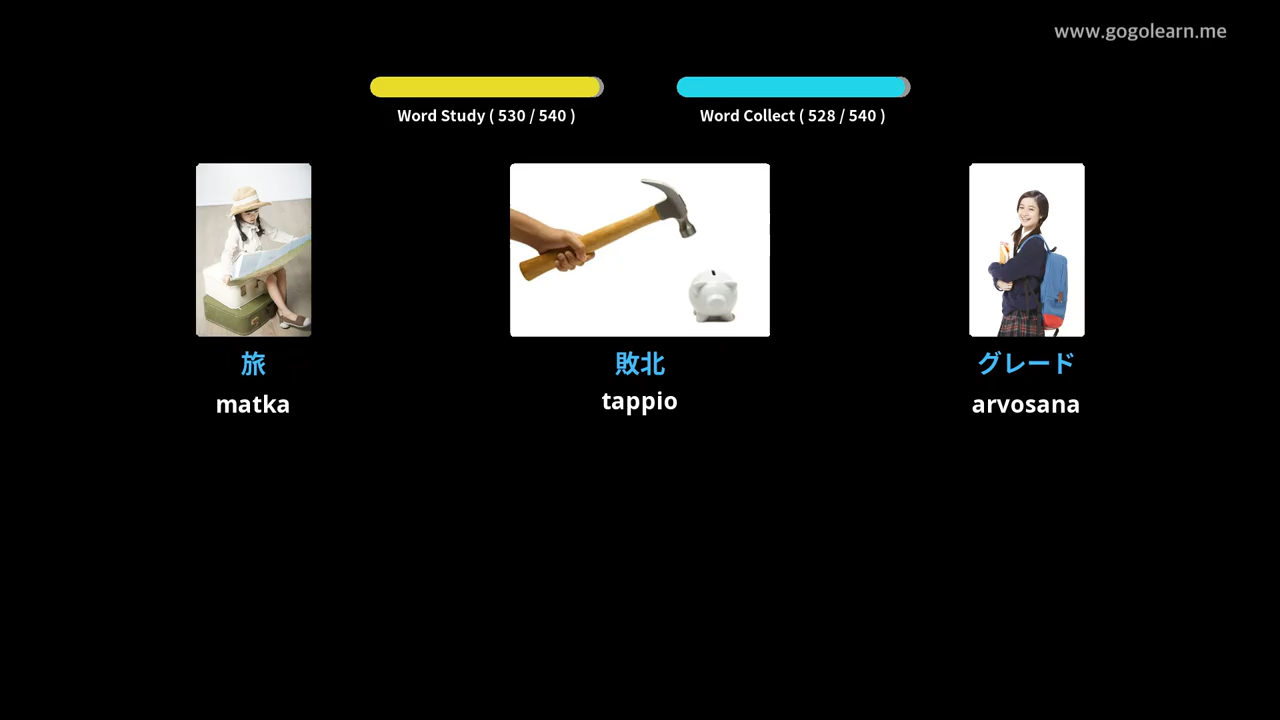 www.gogolearn.me
Word Study ( 530 / 540 )
Word Collect ( 528 / 540 )
旅
敗北
グレード
matka
tappio
arvosana